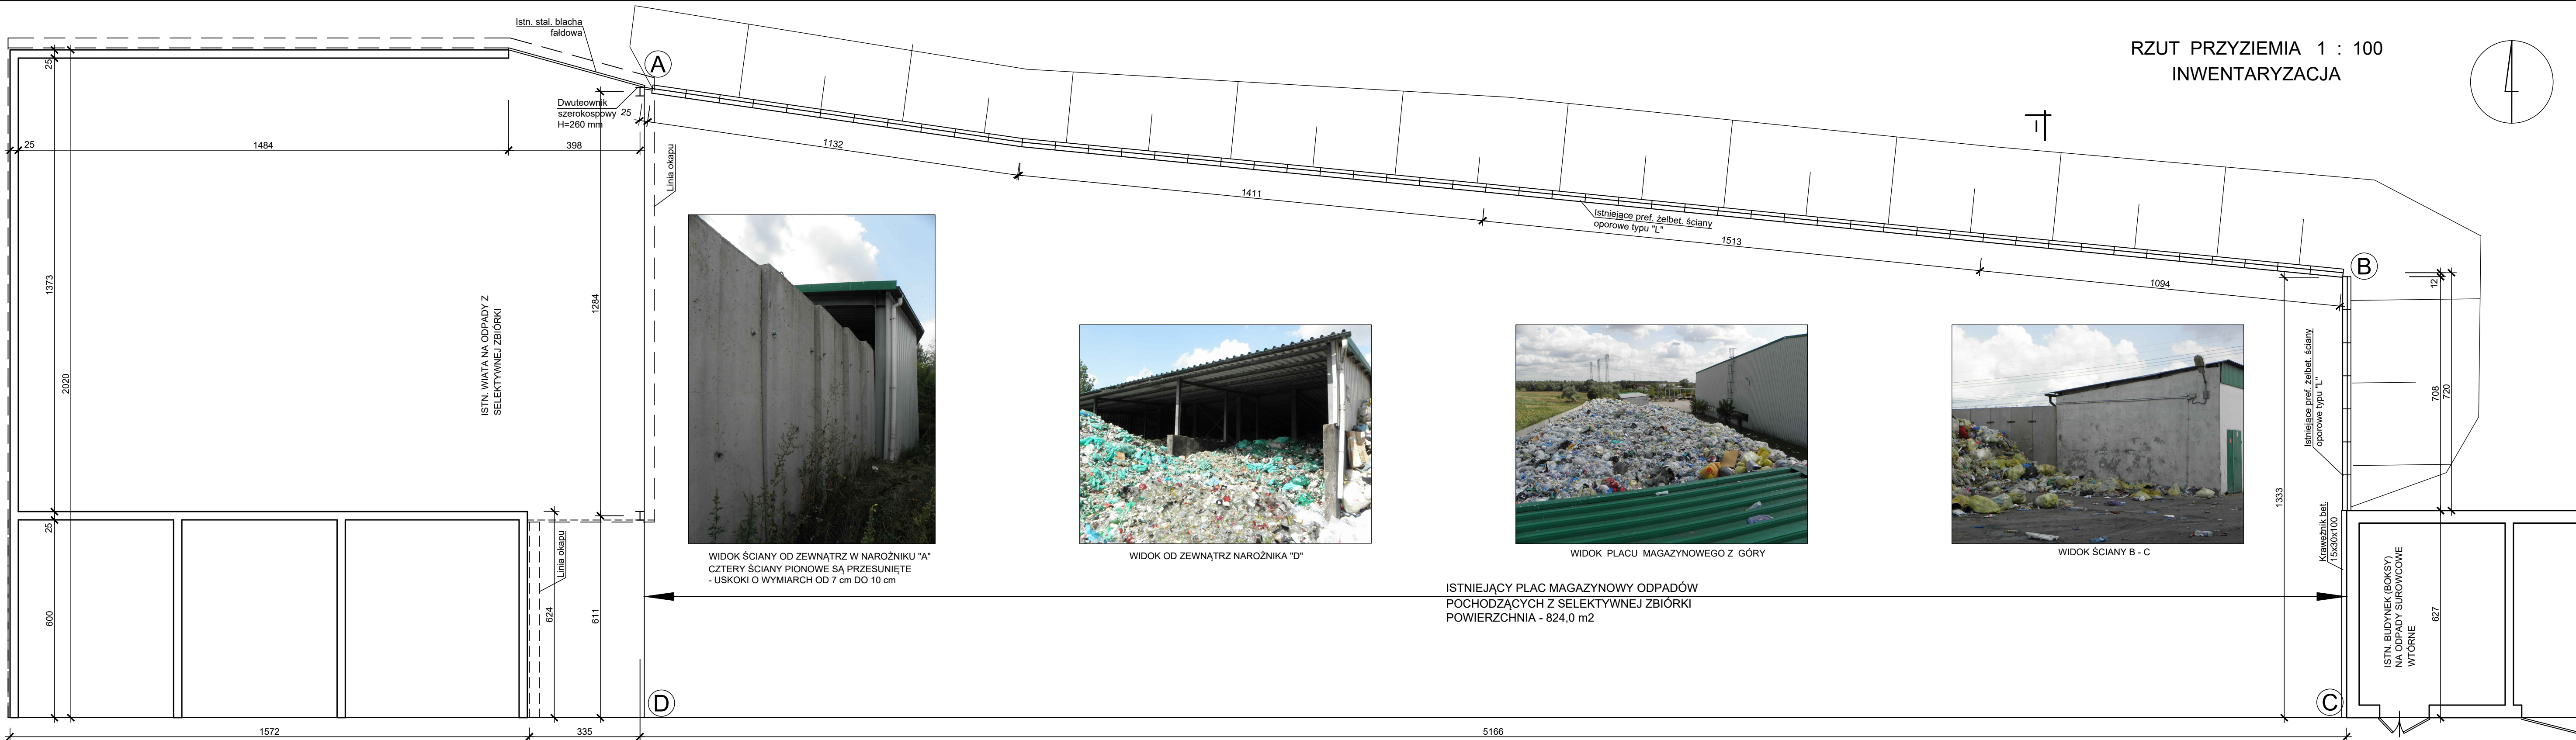 RZUT PRZYZIEMIA 1 : 100
INWENTARYZACJA
Istn. stal. blacha
fałdowa
A
Dwuteownik
szerokospowy
H=260 mm
25
25
25
1484
398
Linia okapu
1132
1411
Istniejące pref. żelbet. ściany
oporowe typu "L"
1513
1094
I
B
12
1373
2020
ISTN. WIATA NA ODPADY Z
SELEKTYWNEJ ZBIÓRKI
1284
Istniejące pref. żelbet. ściany
oporowe typu "L"
708
720
1333
WIDOK ŚCIANY OD ZEWNĄTRZ W NAROŻNIKU "A"
CZTERY ŚCIANY PIONOWE SĄ PRZESUNIĘTE
- USKOKI O WYMIARCH OD 7 cm DO 10 cm
WIDOK OD ZEWNĄTRZ NAROŻNIKA "D"
WIDOK PLACU MAGAZYNOWEGO Z GÓRY
WIDOK ŚCIANY B - C
25
600
Linia okapu
624
611
ISTNIEJĄCY PLAC MAGAZYNOWY ODPADÓW
POCHODZĄCYCH Z SELEKTYWNEJ ZBIÓRKI
POWIERZCHNIA - 824,0 m2
Krawężnik bet.
15x30x100
ISTN. BUDYNEK (BOKSY)
NA ODPADY SUROWCOWE
WTÓRNE
627
D
C
1572
335
5166